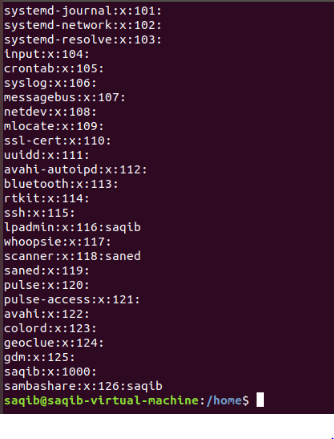 systemd-journal:x:101:
systemd-network:x:102:
systemd-resolve:x:103:
input:x:104:
crontab:x:105:
syslog:x:106:
messagebus:x:107:
netdev:x:108:
mlocate:x:109:
ssl-cert:x:110:
uuidd:x:111:
avahi-autoipd:x:112:
bluetooth:x:113:
rtkit:x:114:
ssh:x:115:
lpadmin:x:116:saqib
whoopsie:x:117:
scanner:x:118:saned
saned:x:119:
pulse:x:120:
pulse-access:x:121:
avahi:x:122:
colord:x:123:
geoclue:x:124:
gdm:x:125:
saqib:x:1000:
sambashare:x:126:saqib
saqib@saqib-virtual-machine:/home$